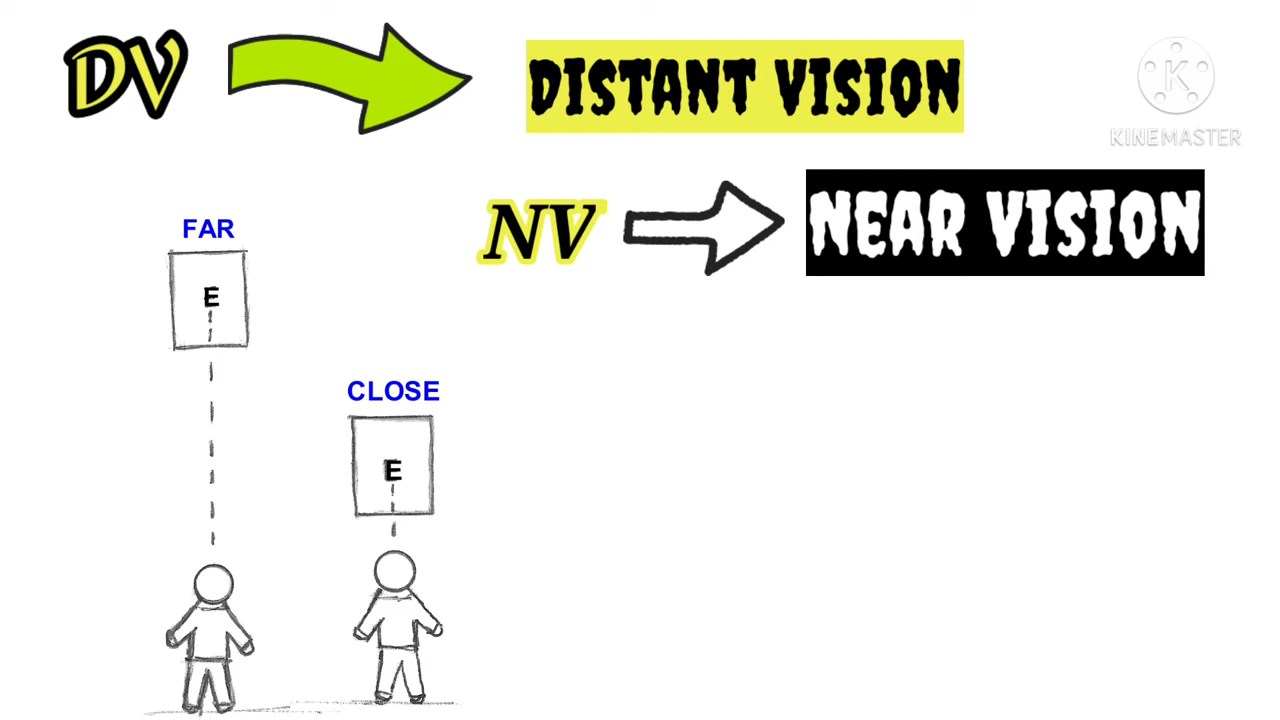 DV
DISTANT VISION
K
KINEMASTER
NV
NEAR VISION
FAR
E
CLOSE
E